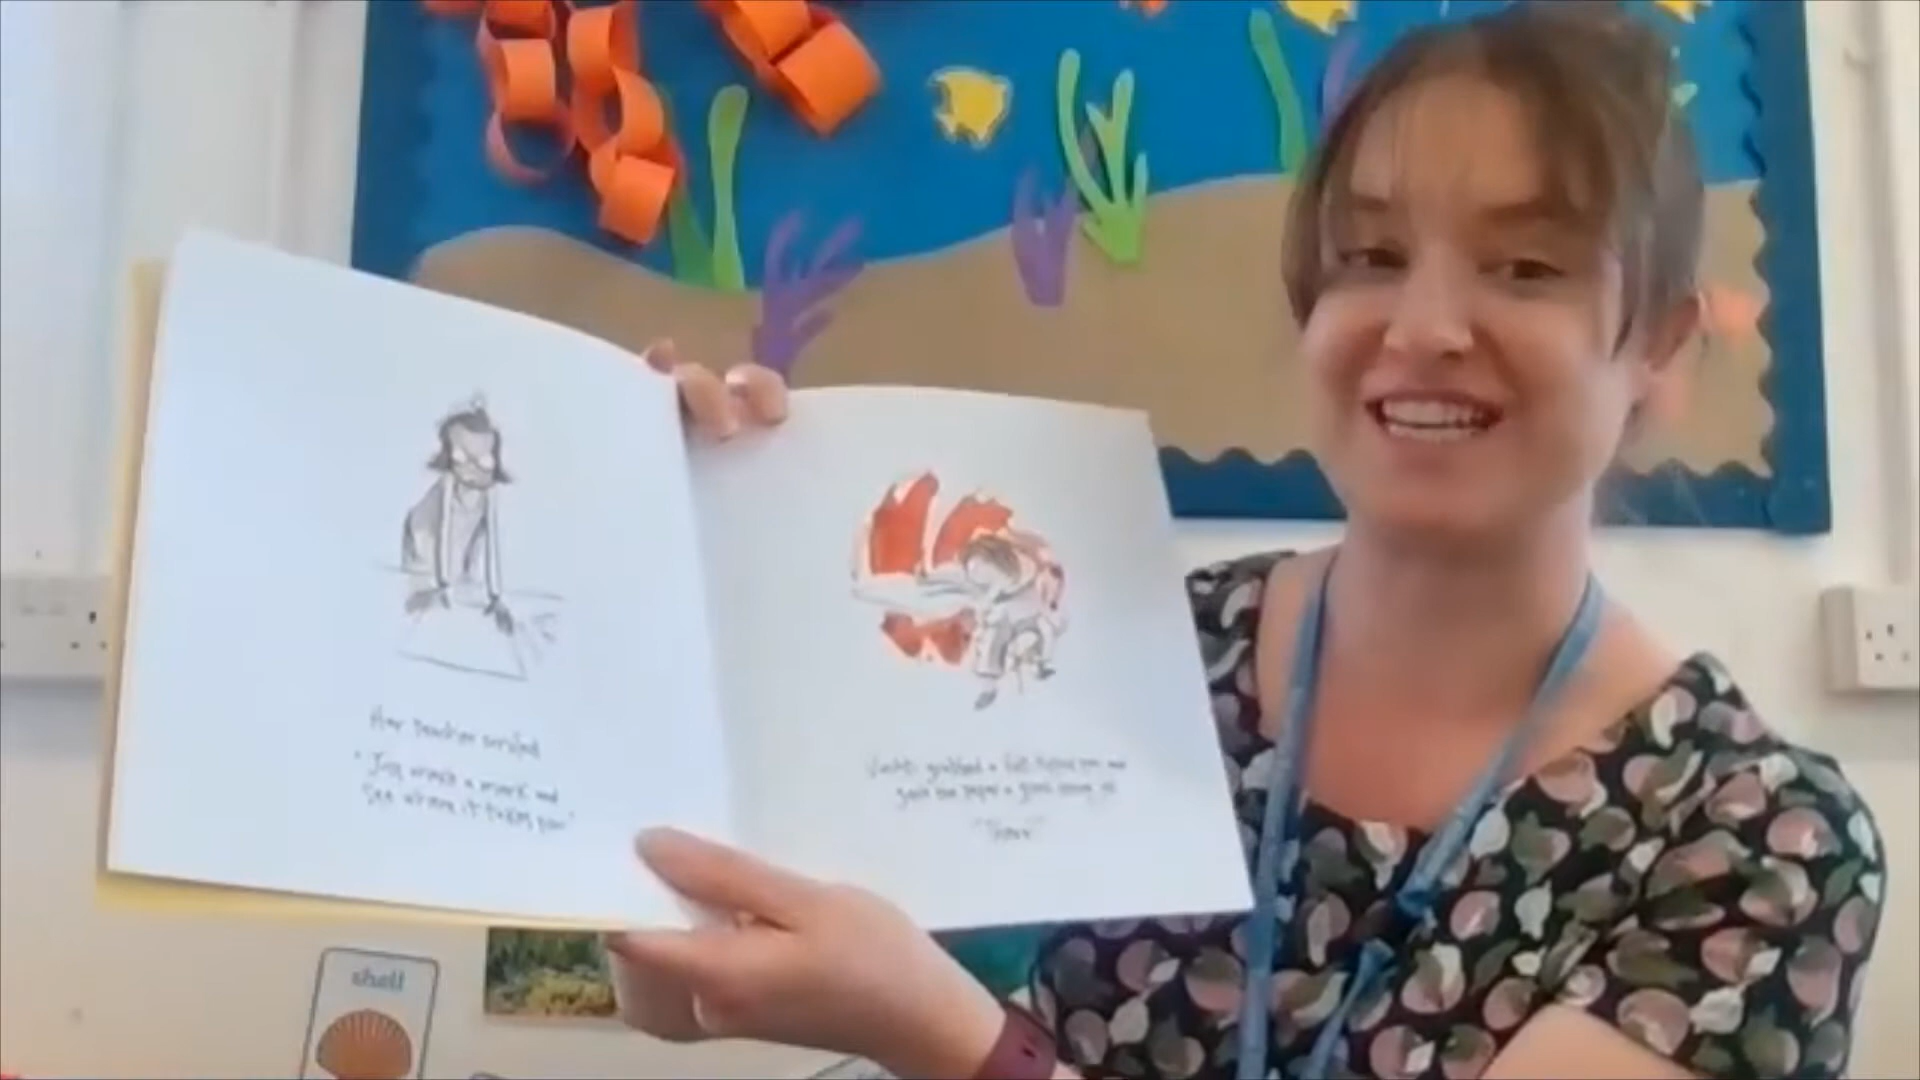 Her teacher smiled.
"Just make a mark and
see where it takes you."
Vashti grabbed a felt-tipped pen and
gave the paper a good, strong jab.
"There!"
shell